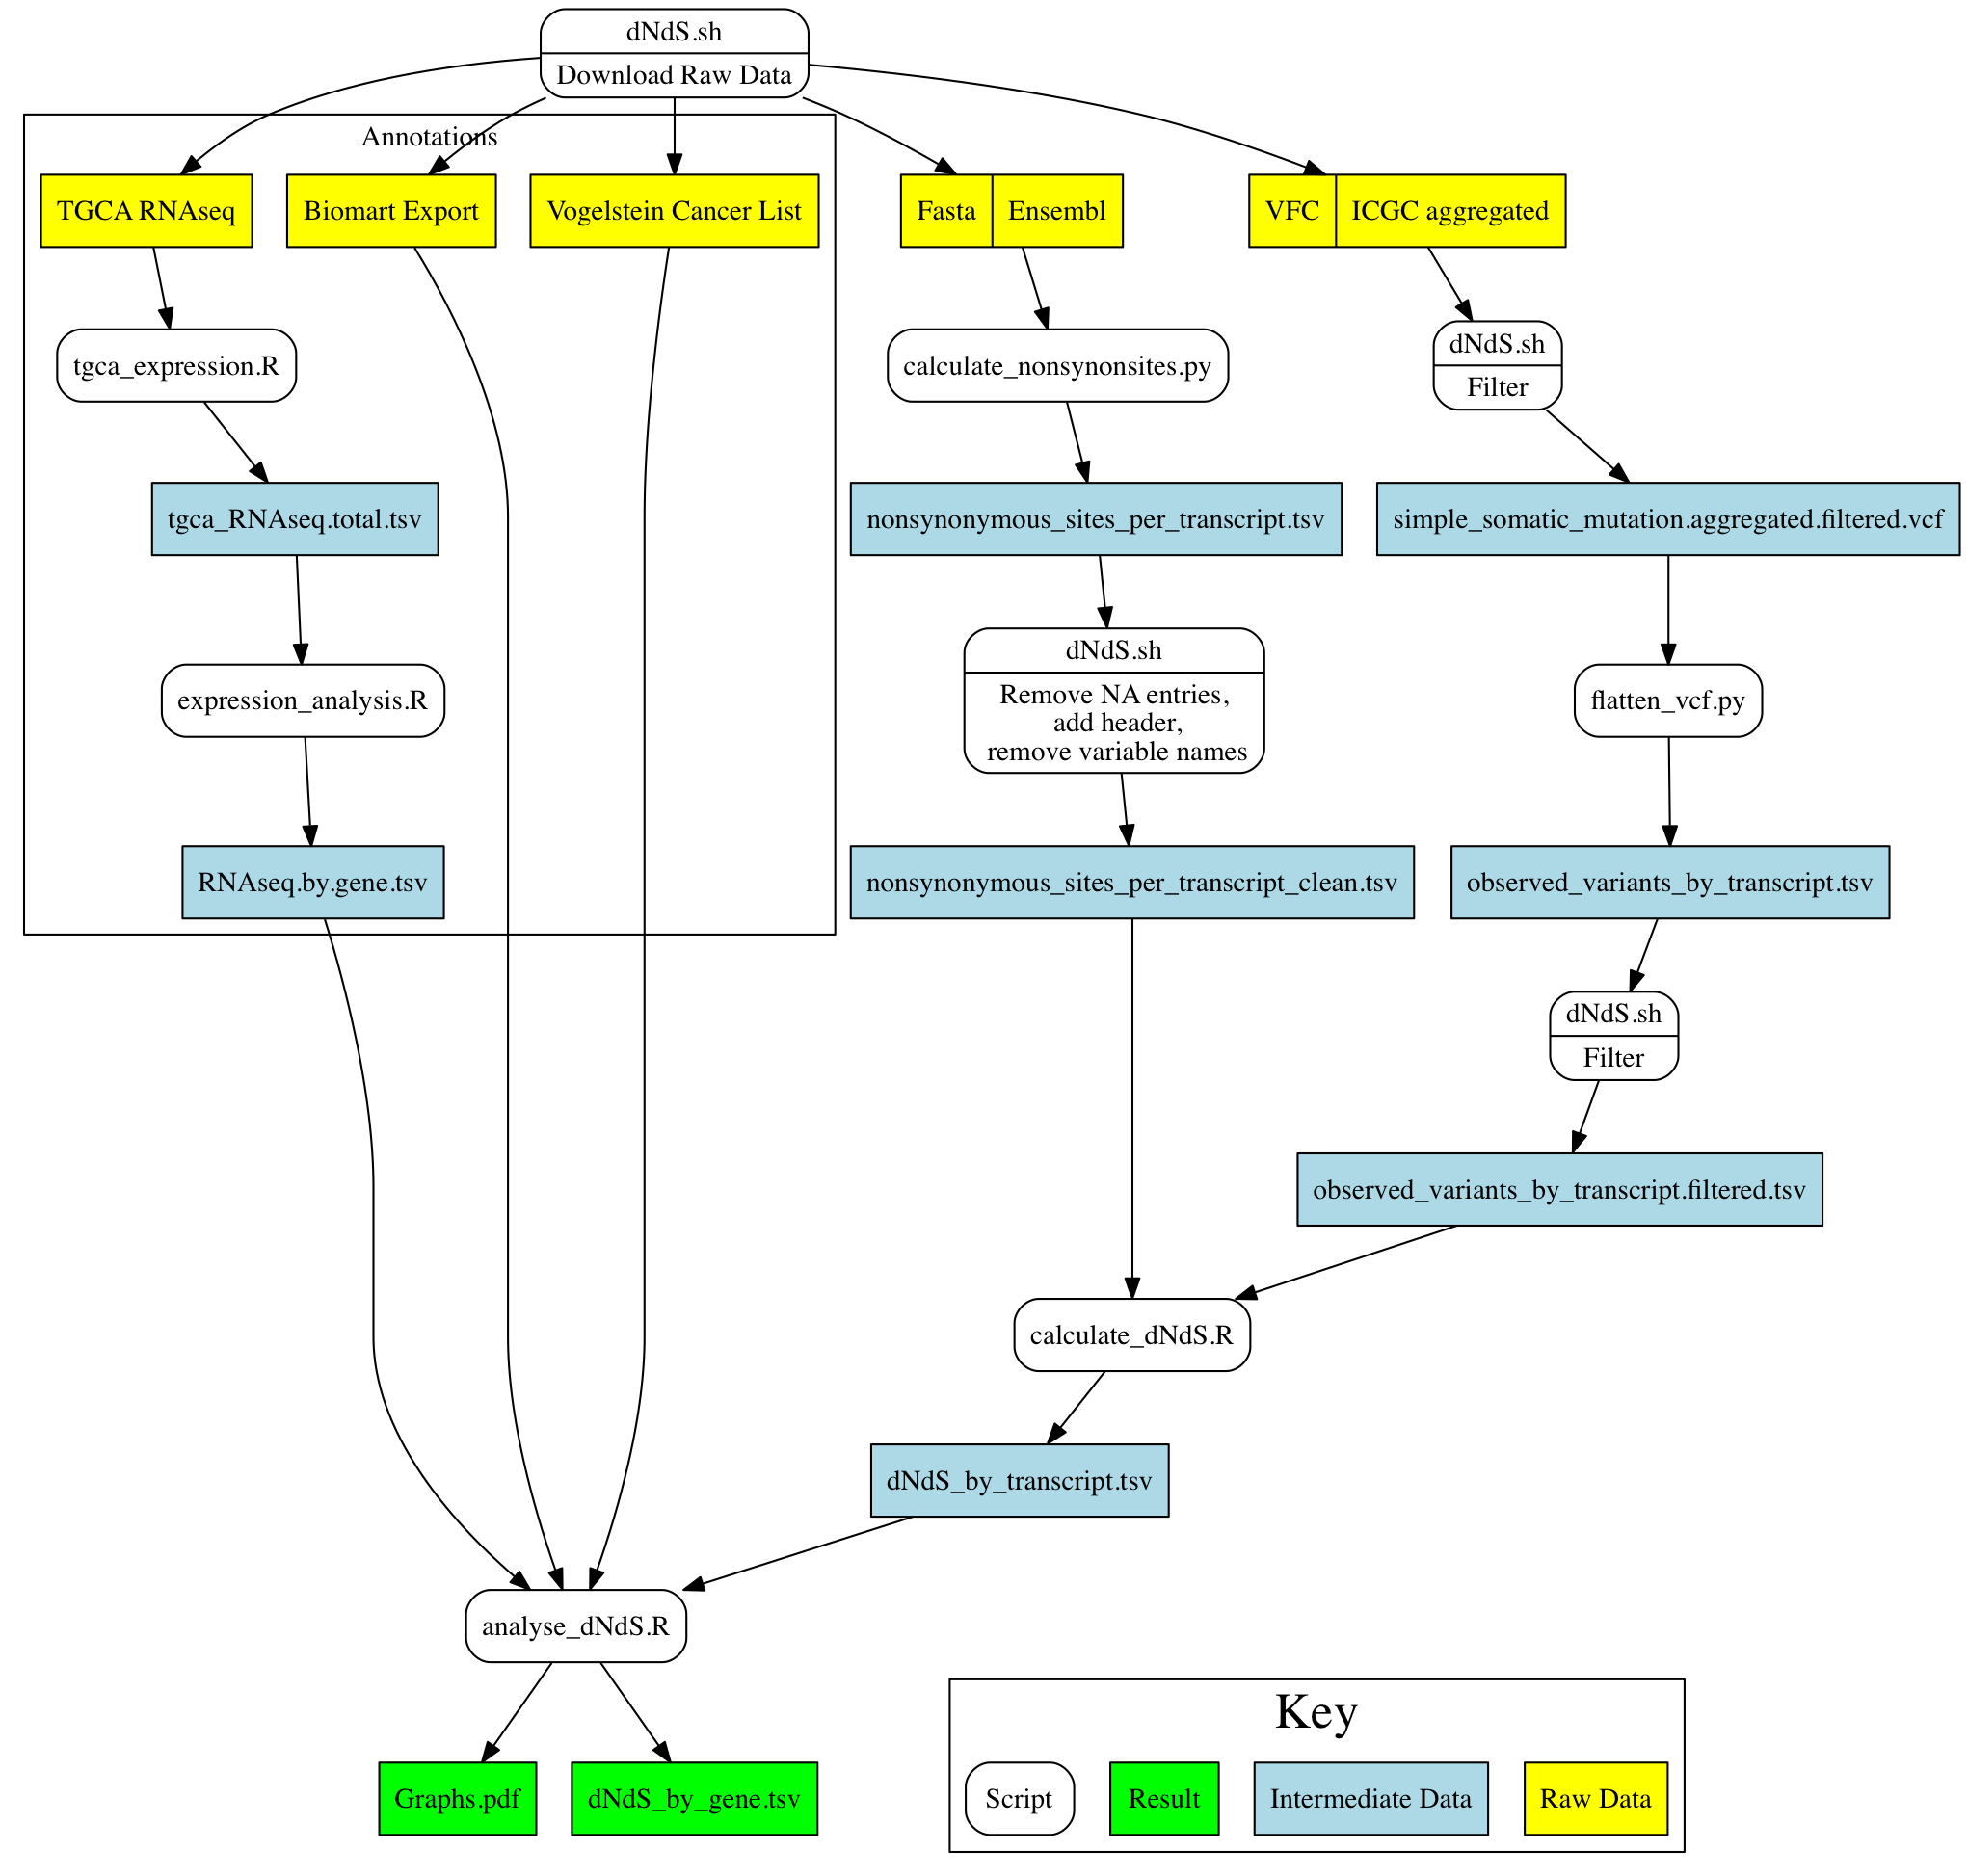 dNdS.sh
Download Raw Data
Annotations
TGCA RNAseq
Biomart Export
Vogelstein Cancer List
Fasta
Ensembl
VFC
ICGC aggregated
tgca_expression.R
calculate_nonsynonsites.py
dNdS.sh
Filter
tgca_RNAseq.total.tsv
nonsynonymous_sites_per_transcript.tsv
simple_somatic_mutation.aggregated.filtered.vcf
expression_analysis.R
dNdS.sh
Remove NA entries,
add header,
remove variable names
flatten_vcf.py
RNAseq.by.gene.tsv
nonsynonymous_sites_per_transcript_clean.tsv
observed_variants_by_transcript.tsv
dNdS.sh
Filter
observed_variants_by_transcript.filtered.tsv
calculate_dNdS.R
dNdS_by_transcript.tsv
analyse_dNdS.R
Graphs.pdf
dNdS_by_gene.tsv
Key
Script
Result
Intermediate Data
Raw Data